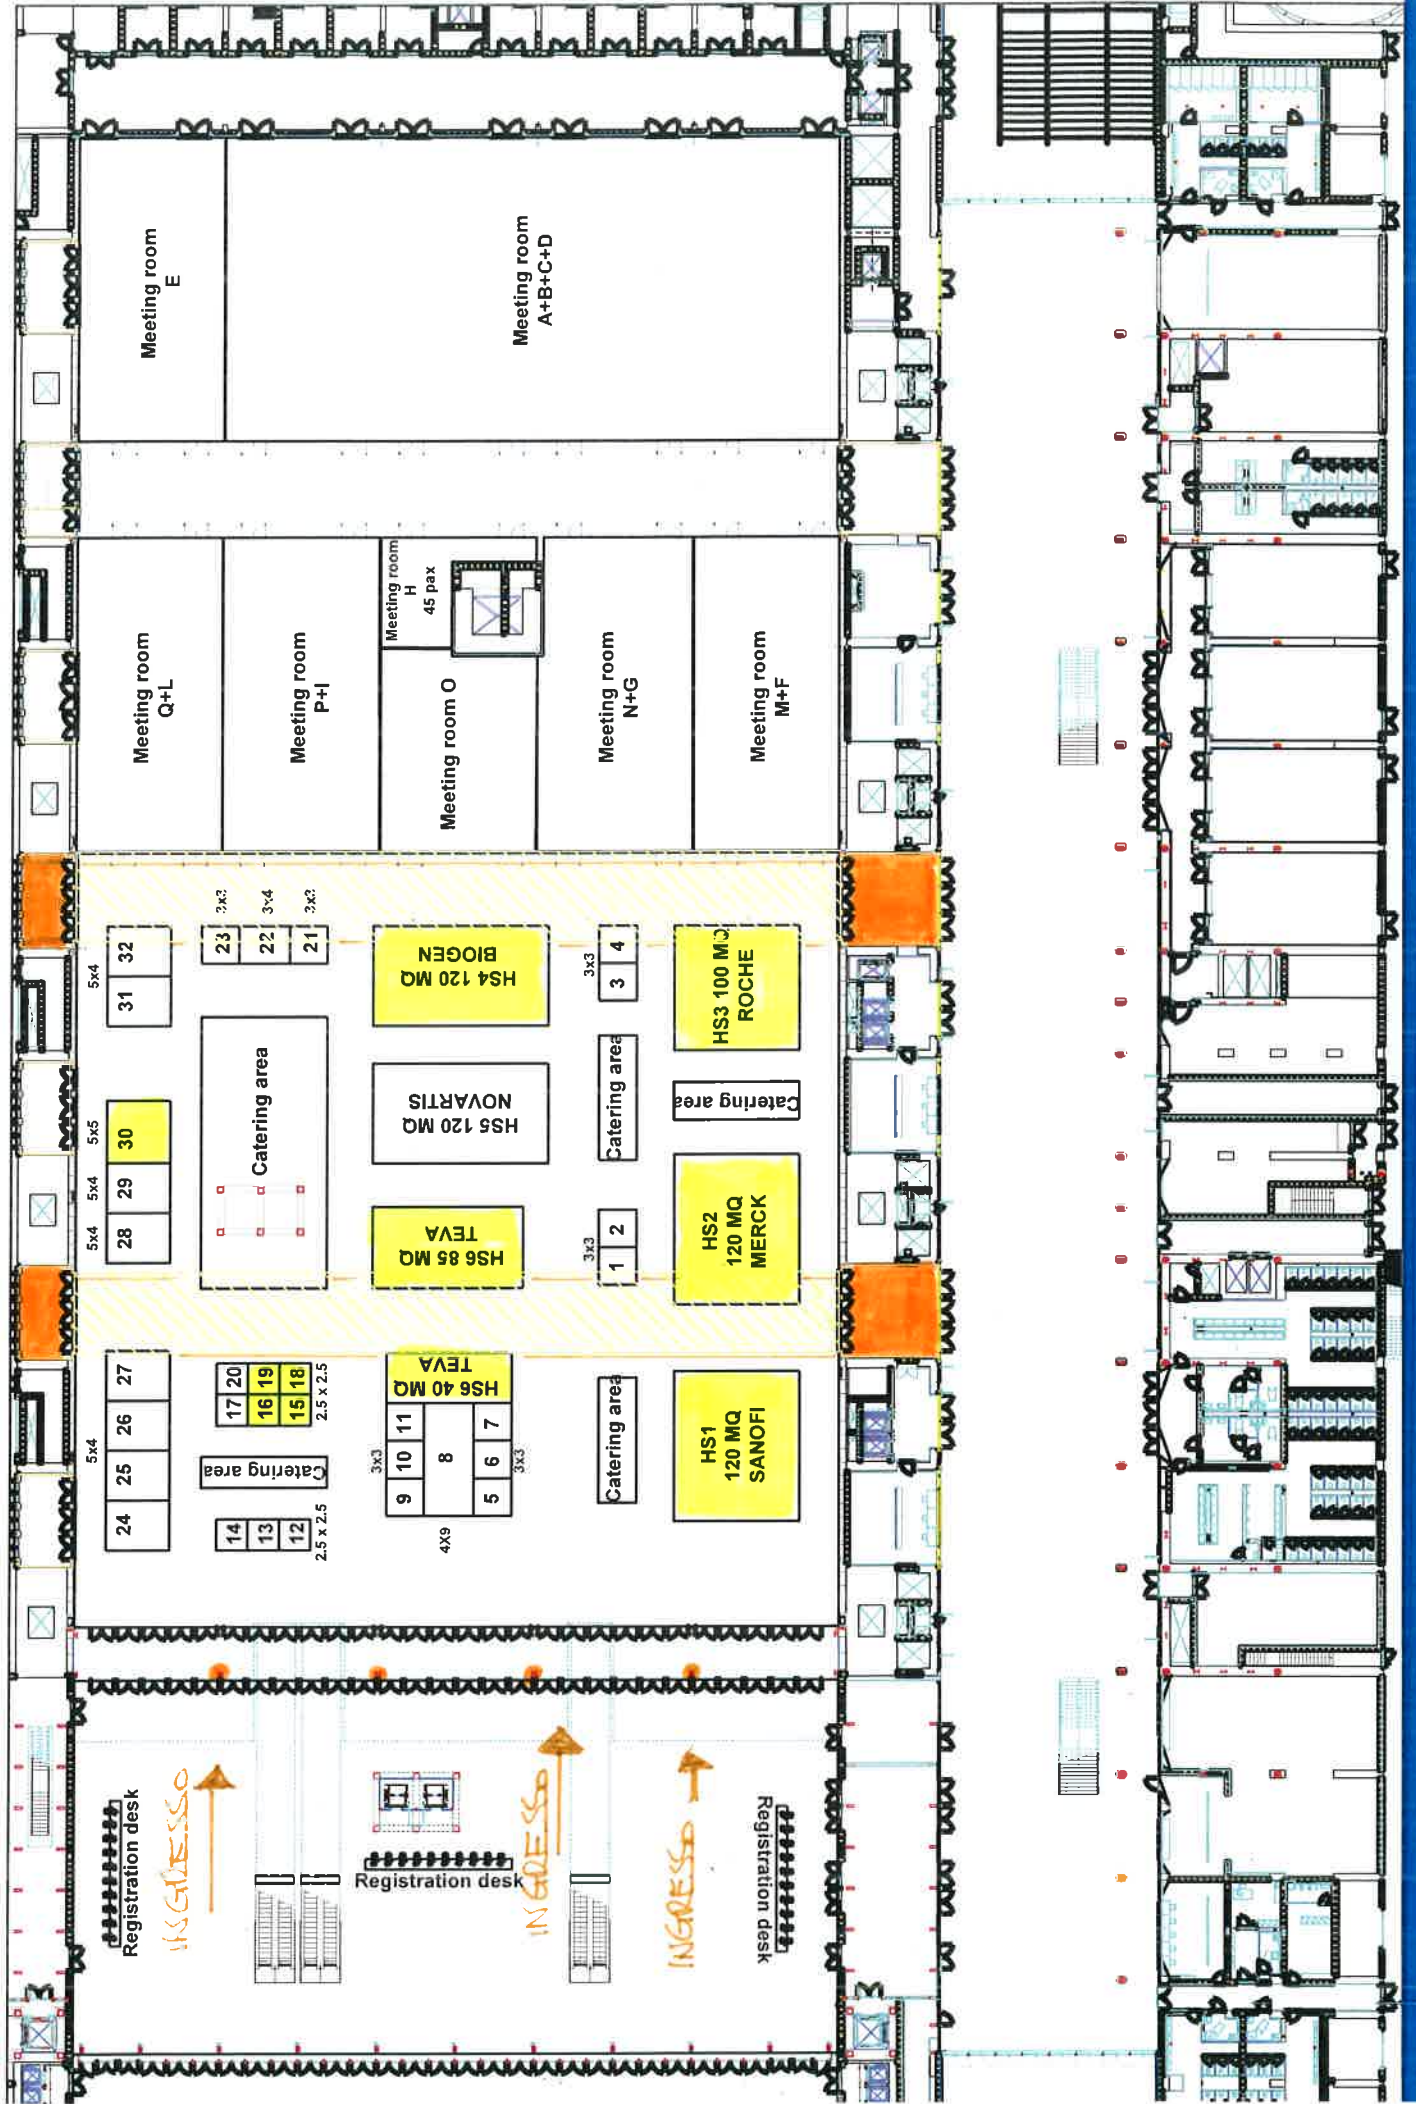 Meeting room
E
Meeting room
A+B+C+D
Meeting room
Q+L
Meeting room
P+I
Meeting room
H
45 pax
Meeting room O
Meeting room
N+G
Meeting room
M+F
5x4
31
32
23
22
21
3x4
HS4 120 MQ
BIOGEN
3x3
3
4
HS3 100 MQ
ROCHE
5x4
5x4
5x5
28
29
30
Catering area
HS5 120 MQ
NOVARTIS
Catering area
Catering area
HS6 85 MQ
TEVA
3x3
1
2
HS2
120 MQ
MERCK
5x4
24
25
26
27
17
20
16
19
15
18
2.5 x 2.5
Catering area
14
13
12
2.5 x 2.5
HS6 40 MQ
TEVA
3x3
9
10
11
8
5
6
7
3x3
4X9
Catering area
HS1
120 MQ
SANOFI
Registration desk
INGRESSO
Registration desk
INGRESSO
INGRESSO
Regisitration desk